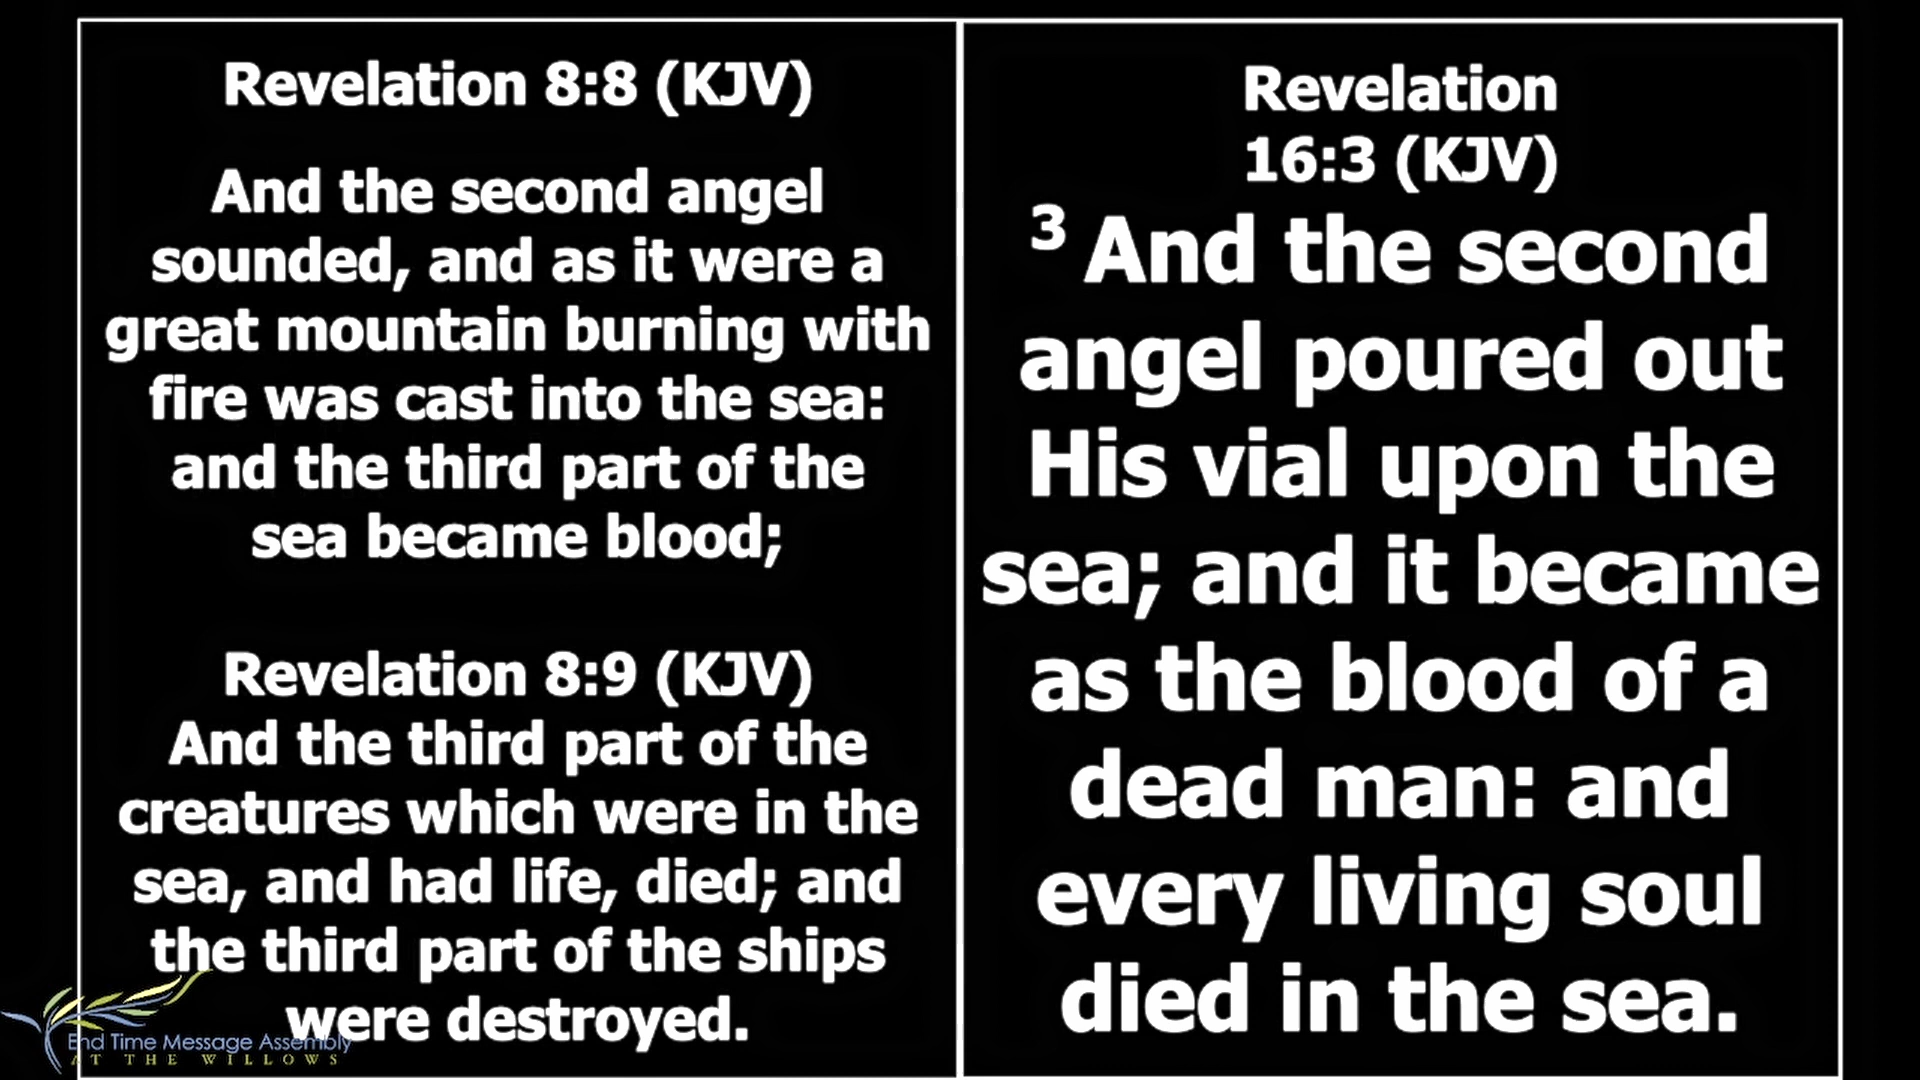 Revelation 8:8 (KJV)
And the second angel
sounded, and as it were a
great mountain burning with
fire was cast into the sea:
and the third part of the
sea became blood;
Revelation 8:9 (KJV)
And the third part of the
creatures which were in the
sea, and had life, died; and
the third part of the ships
were destroyed.
Revelation
16:3 (KJV)
3 And the second
angel poured out
His vial upon the
sea; and it became
as the blood of a
dead man: and
every living soul
died in the sea.
End Time Message Assembly
AT THE WILLOWS